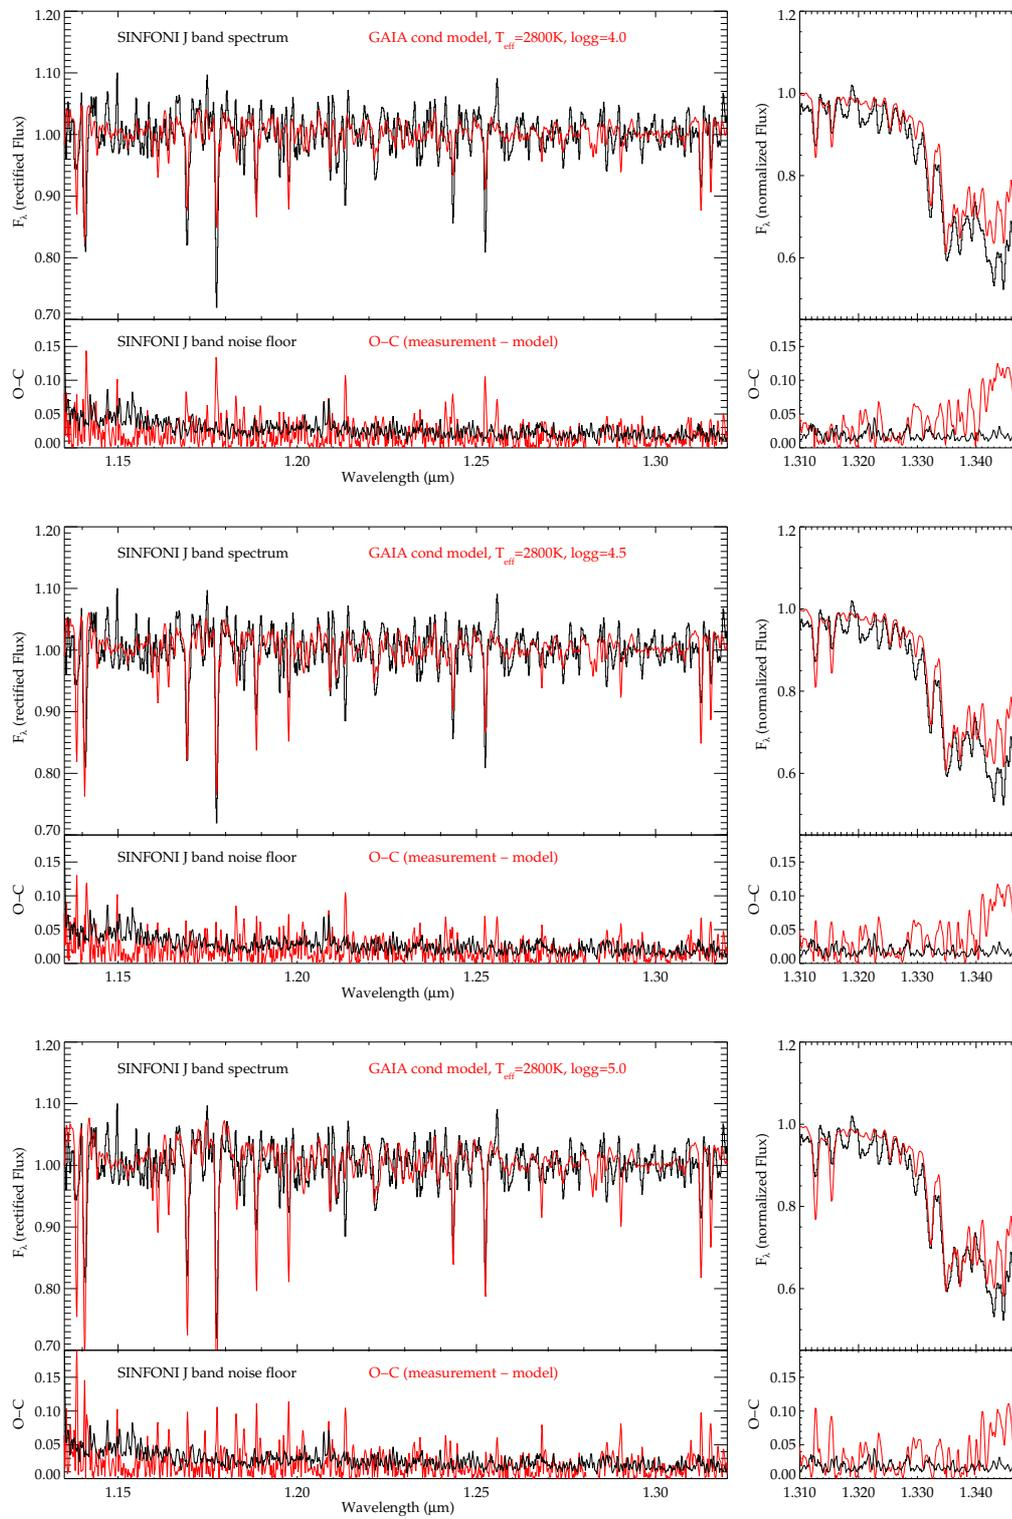 1.20
SINFONI J band spectrum
GAIA cond model, Teff=2800K, logg=4.0
1.10
1.00
0.90
0.80
0.70
Fλ (rectified Flux)
1.2
1.0
0.8
0.6
Fλ (normalized Flux)
SINFONI J band noise floor
O−C (measurement − model)
0.15
0.10
0.05
0.00
O−C
1.15 1.20 1.25 1.30
Wavelength (μm)
0.15
0.10
0.05
0.00
O−C
1.310 1.320 1.330 1.340
1.20
SINFONI J band spectrum
GAIA cond model, Teff=2800K, logg=4.5
1.10
1.00
0.90
0.80
0.70
Fλ (rectified Flux)
1.2
1.0
0.8
0.6
Fλ (normalized Flux)
SINFONI J band noise floor
O−C (measurement − model)
0.15
0.10
0.05
0.00
O−C
1.15 1.20 1.25 1.30
Wavelength (μm)
0.15
0.10
0.05
0.00
O−C
1.310 1.320 1.330 1.340
1.20
SINFONI J band spectrum
GAIA cond model, Teff=2800K, logg=5.0
1.10
1.00
0.90
0.80
0.70
Fλ (rectified Flux)
1.2
1.0
0.8
0.6
Fλ (normalized Flux)
SINFONI J band noise floor
O−C (measurement − model)
0.15
0.10
0.05
0.00
O−C
1.15 1.20 1.25 1.30
Wavelength (μm)
0.15
0.10
0.05
0.00
O−C
1.310 1.320 1.330 1.340